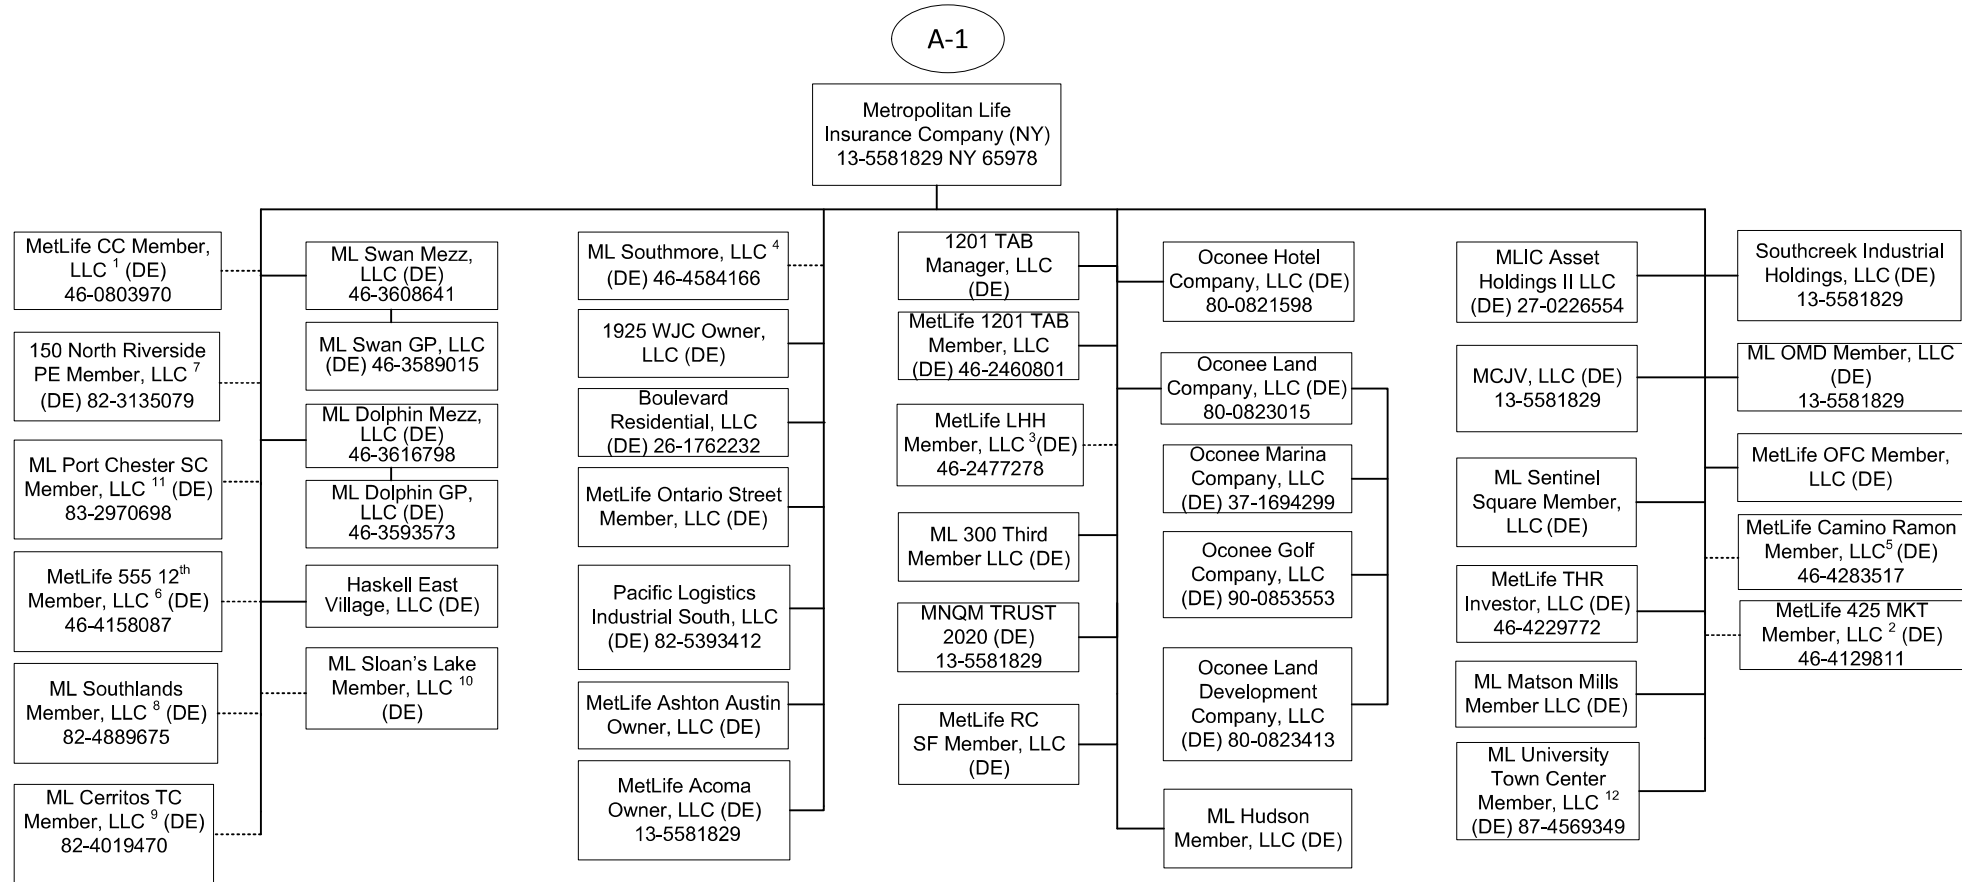 A-1
Metropolitan Life
Insurance Company (NY)
13-5581829 NY 65978
MetLife CC Member,
LLC 1 (DE)
46-0803970
150 North Riverside
PE Member, LLC 7
(DE) 82-3135079
ML Port Chester SC
Member, LLC 11 (DE)
83-2970698
MetLife 555 12th
Member, LLC 6 (DE)
46-4158087
ML Southlands
Member, LLC 8 (DE)
82-4889675
ML Cerritos TC
Member, LLC 9 (DE)
82-4019470
ML Swan Mezz,
LLC (DE)
46-3608641
ML Swan GP, LLC
(DE) 46-3589015
ML Dolphin Mezz,
LLC (DE)
46-3616798
ML Dolphin GP,
LLC (DE)
46-3593573
Haskell East
Village, LLC (DE)
ML Sloan's Lake
Member, LLC 10
(DE)
ML Southmore, LLC 4
(DE) 46-4584166
1925 WJC Owner,
LLC (DE)
Boulevard
Residential, LLC
(DE) 26-1762232
MetLife Ontario Street
Member, LLC (DE)
Pacific Logistics
Industrial South, LLC
(DE) 82-5393412
MetLife Ashton Austin
Owner, LLC (DE)
MetLife Acoma
Owner, LLC (DE)
13-5581829
1201 TAB
Manager, LLC
(DE)
MetLife 1201 TAB
Member, LLC
(DE) 46-2460801
MetLife LHH
Member, LLC 3(DE)
46-2477278
ML 300 Third
Member LLC (DE)
MNQM TRUST
2020 (DE)
13-5581829
MetLife RC
SF Member, LLC
(DE)
Oconee Hotel
Company, LLC (DE)
80-0821598
Oconee Land
Company, LLC (DE)
80-0823015
Oconee Marina
Company, LLC
(DE) 37-1694299
Oconee Golf
Company, LLC
(DE) 90-0853553
Oconee Land
Development
Company, LLC
(DE) 80-0823413
ML Hudson
Member, LLC (DE)
MLIC Asset
Holdings II LLC
(DE) 27-0226554
MCJV, LLC (DE)
13-5581829
ML Sentinel
Square Member,
LLC (DE)
MetLife THR
Investor, LLC (DE)
46-4229772
ML Matson Mills
Member LLC (DE)
ML University
Town Center
Member, LLC 12
(DE) 87-4569349
Southcreek Industrial
Holdings, LLC (DE)
13-5581829
ML OMD Member, LLC
(DE)
13-5581829
MetLife OFC Member,
LLC (DE)
MetLife Camino Ramon
Member, LLC5 (DE)
46-4283517
MetLife 425 MKT
Member, LLC 2 (DE)
46-4129811